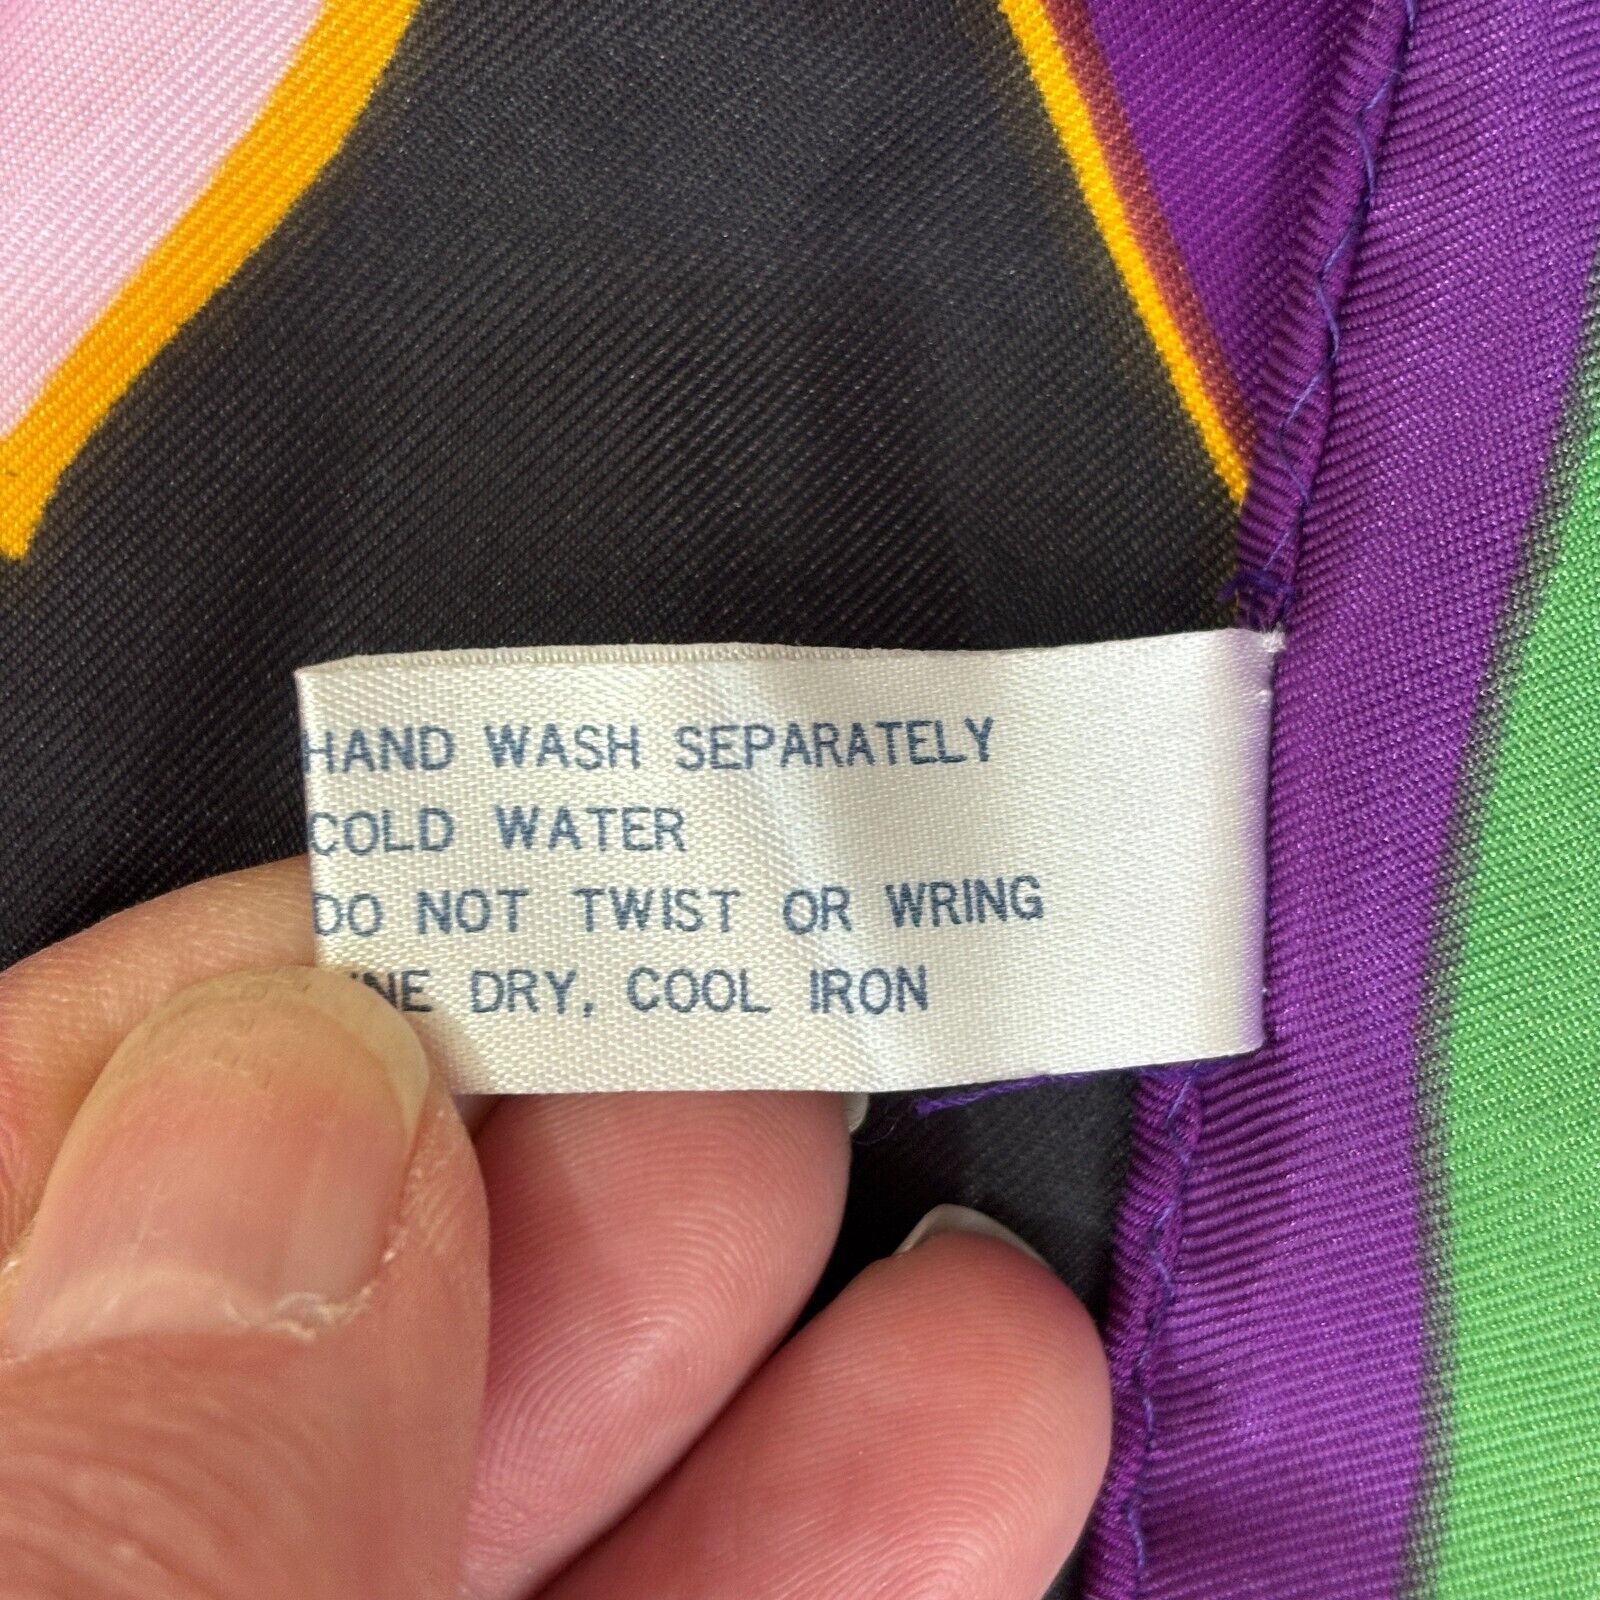 HAND WASH SEPARATELY
COLD WATER
DO NOT TWIST OR WRING
DRY, COOL IRON